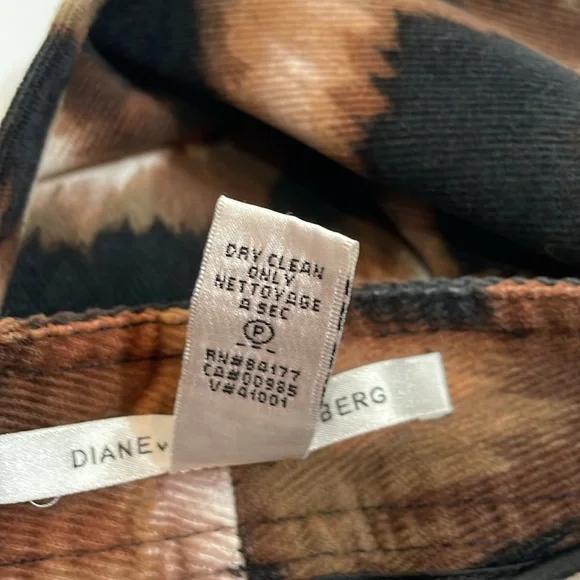 DRY CLEAN
ONLY
NETTOYAGE
A SEC
P
RN#84177
CA#00985
V#41001
DIANE v BERG